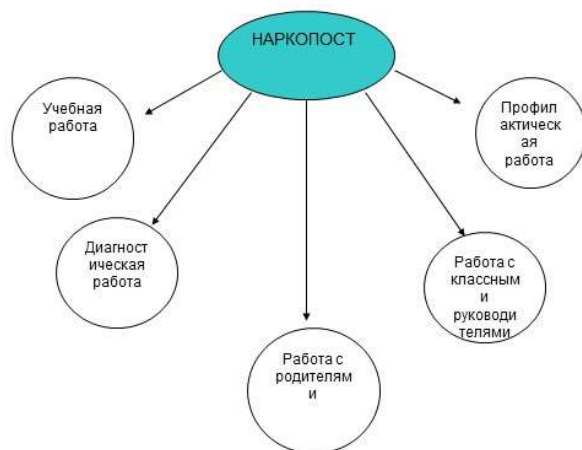 НАРКОПОСТ
Учебная
работа
Профил
актическ
ая
работа
Диагност
ическая
работа
Работа с
классным
и
руководи
телями
Работа с
родителям
и